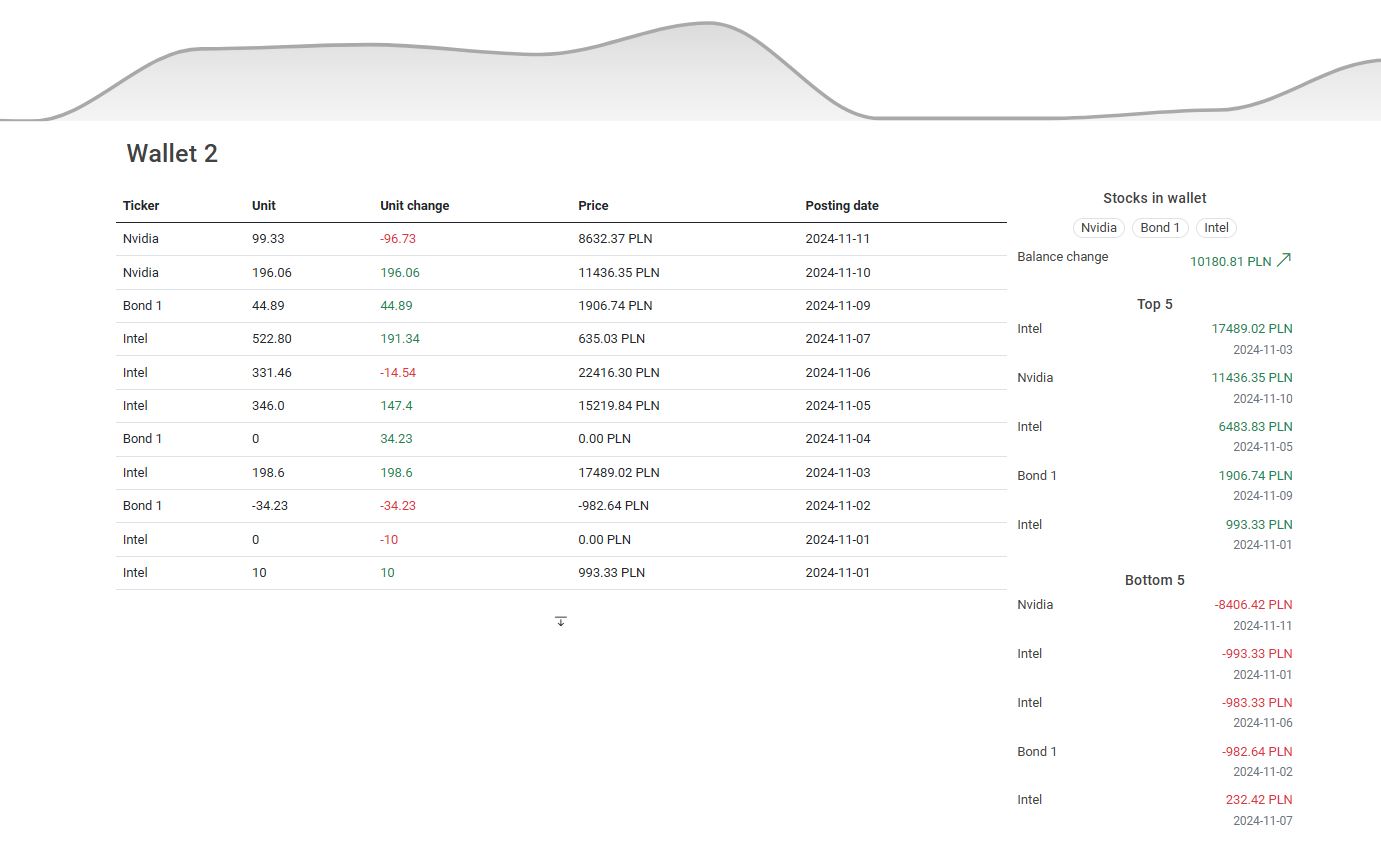 Wallet 2
Ticker Unit Unit change Price Posting date
Nvidia 99.33 -96.73 8632.37 PLN 2024-11-11
Nvidia 196.06 196.06 11436.35 PLN 2024-11-10
Bond 1 44.89 44.89 1906.74 PLN 2024-11-09
Intel 522.80 191.34 635.03 PLN 2024-11-07
Intel 331.46 -14.54 22416.30 PLN 2024-11-06
Intel 346.0 147.4 15219.84 PLN 2024-11-05
Bond 1 0 34.23 0.00 PLN 2024-11-04
Intel 198.6 198.6 17489.02 PLN 2024-11-03
Bond 1 -34.23 -34.23 -982.64 PLN 2024-11-02
Intel 0 -10 0.00 PLN 2024-11-01
Intel 10 10 993.33 PLN 2024-11-01
Stocks in wallet
Nvidia Bond 1 Intel
Balance change 10180.81 PLN
Top 5
Intel 17489.02 PLN
2024-11-03
Nvidia 11436.35 PLN
2024-11-10
Intel 6483.83 PLN
2024-11-05
Bond 1 1906.74 PLN
2024-11-09
Intel 993.33 PLN
2024-11-01
Bottom 5
Nvidia -8406.42 PLN
2024-11-11
Intel -993.33 PLN
2024-11-01
Intel -983.33 PLN
2024-11-06
Bond 1 -982.64 PLN
2024-11-02
Intel 232.42 PLN
2024-11-07